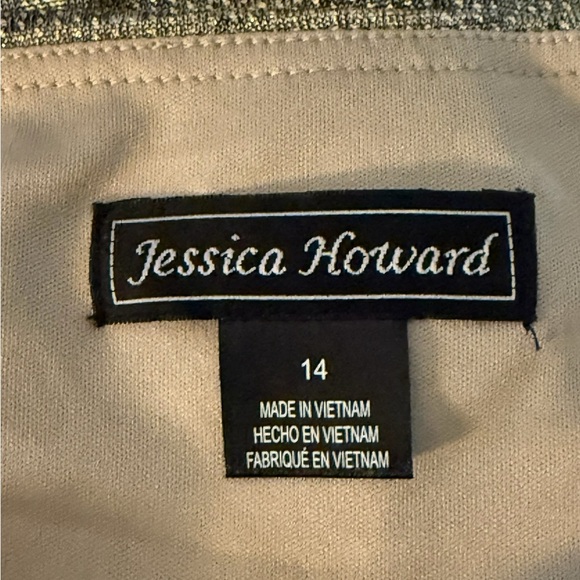 Jessica Howard
14
MADE IN VIETNAM
HECHO EN VIETNAM
FABRIQUÉ EN VIETNAM